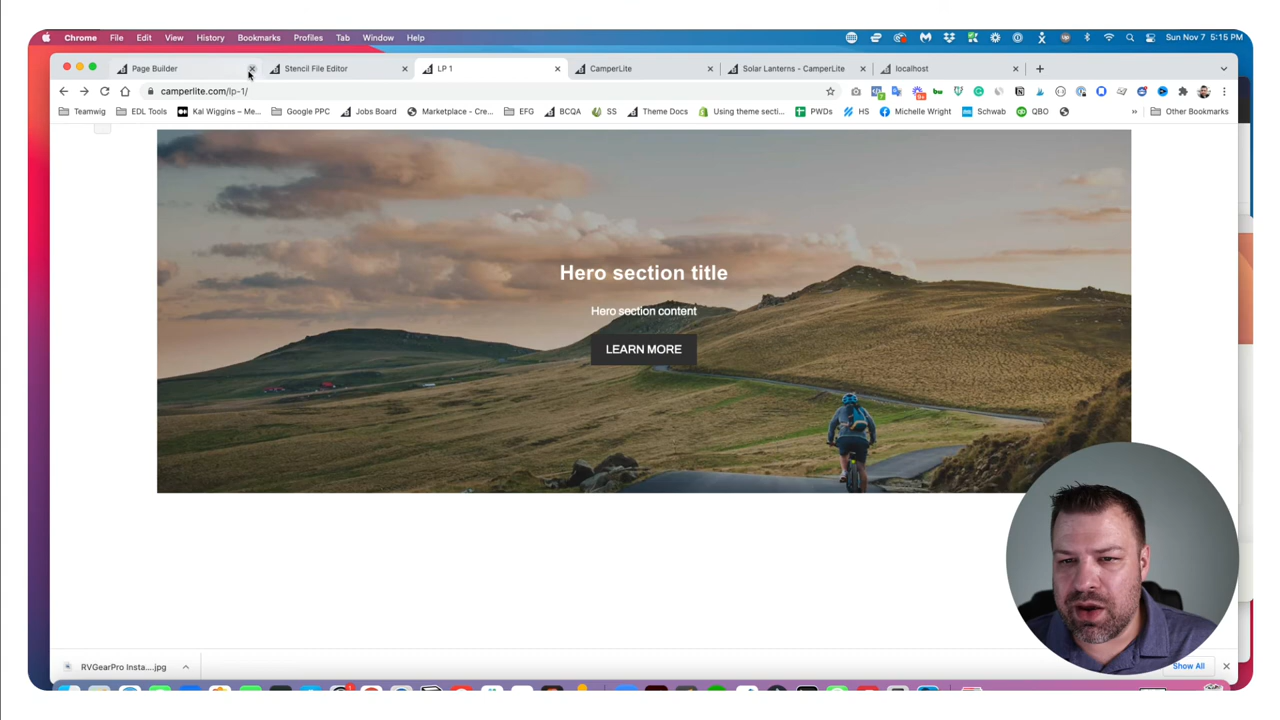 Chrome File Edit View History Bookmarks Profiles Tab Window Help Sun Nov 7 5:15 PM
Page Builder Stencil File Editor LP 1 CamperLite Solar Lanterns - CamperLite localhost
camperlite.com/lp-1/
Teamwig EDL Tools Kal Wiggins – Me... Google PPC Jobs Board Marketplace - Cre... EFG BCQA SS Theme Docs Using theme secti... PWDs HS Michelle Wright Schwab QBO Other Bookmarks
Hero section title
Hero section content
LEARN MORE
RVGearPro Insta....jpg Show All